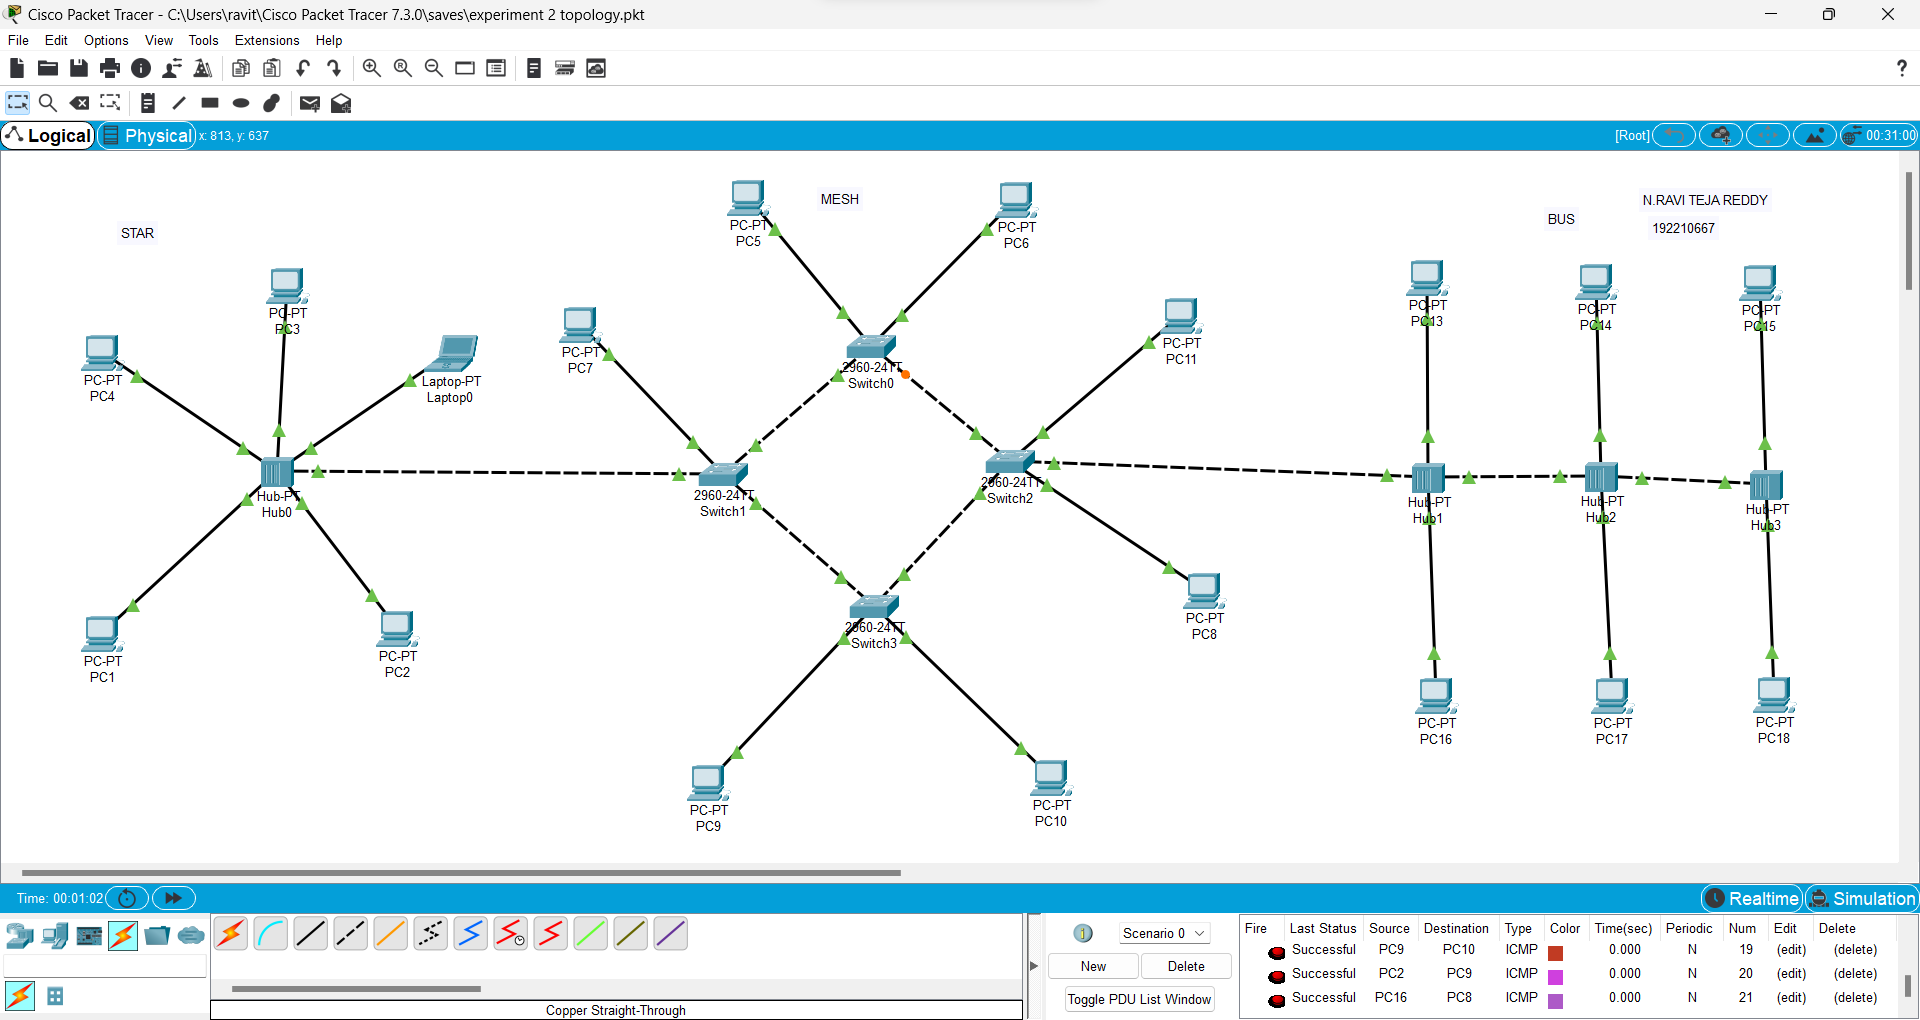 Cisco Packet Tracer - C:\Users\ravit\Cisco Packet Tracer 7.3.0\saves\experiment 2 topology.pkt
File Edit Options View Tools Extensions Help
?
Logical Physical x: 813, y: 637 [Root] 00:31:00
MESH
N.RAVI TEJA REDDY
BUS
192210667
STAR
PC-PT
PC5
PC-PT
PC6
PC-PT
PC3
PC-PT
PC13
PC-PT
PC14
PC-PT
PC15
PC-PT
PC4
Laptop-PT
Laptop0
PC-PT
PC7
2960-24TT
Switch0
PC-PT
PC11
Hub-PT
Hub0
2960-24TT
Switch1
2960-24TT
Switch2
Hub-PT
Hub1
Hub-PT
Hub2
Hub-PT
Hub3
PC-PT
PC1
PC-PT
PC2
2960-24TT
Switch3
PC-PT
PC8
PC-PT
PC16
PC-PT
PC17
PC-PT
PC18
PC-PT
PC9
PC-PT
PC10
Time: 00:01:02 Realtime Simulation
Scenario 0
New Delete
Toggle PDU List Window
Copper Straight-Through
Fire Last Status Source Destination Type Color Time(sec) Periodic Num Edit Delete
Successful PC9 PC10 ICMP 0.000 N 19 (edit) (delete)
Successful PC2 PC9 ICMP 0.000 N 20 (edit) (delete)
Successful PC16 PC8 ICMP 0.000 N 21 (edit) (delete)